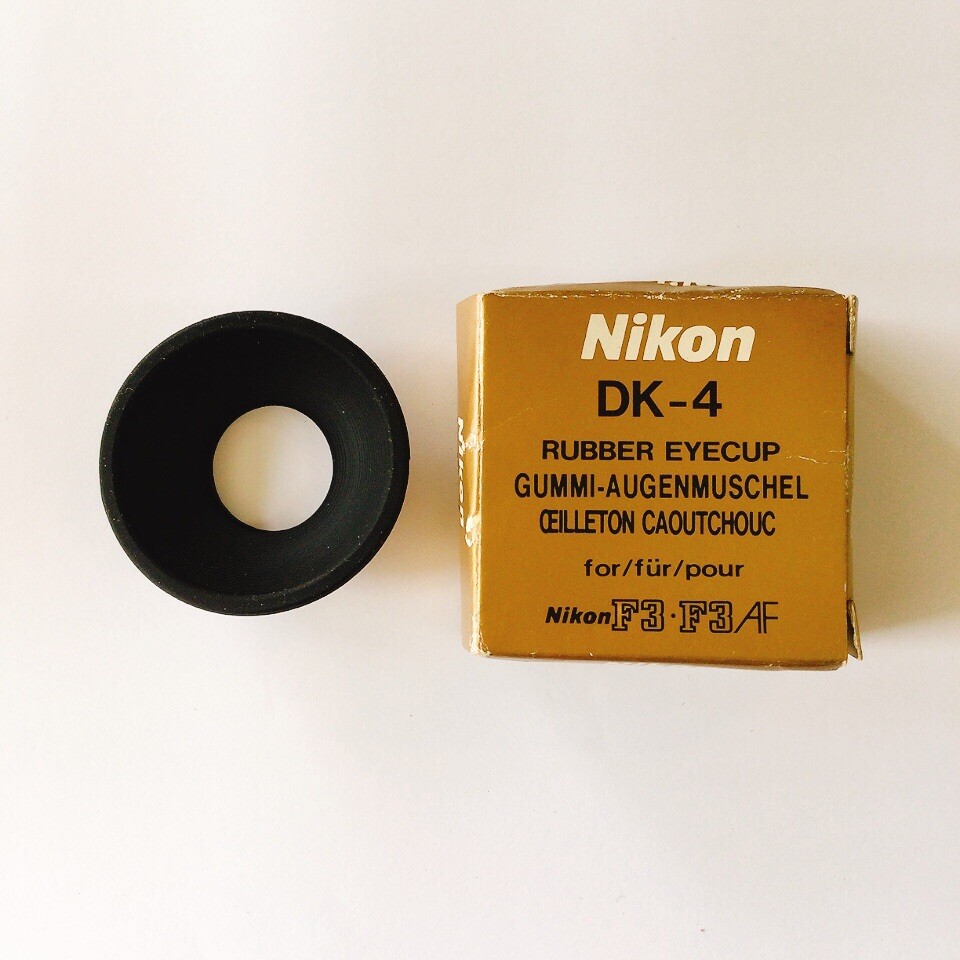 Nikon
DK-4
RUBBER EYECUP
GUMMI-AUGENMUSCHEL
ŒILLETON CAOUTCHOUC
for/für/pour
Nikon F3·F3AF